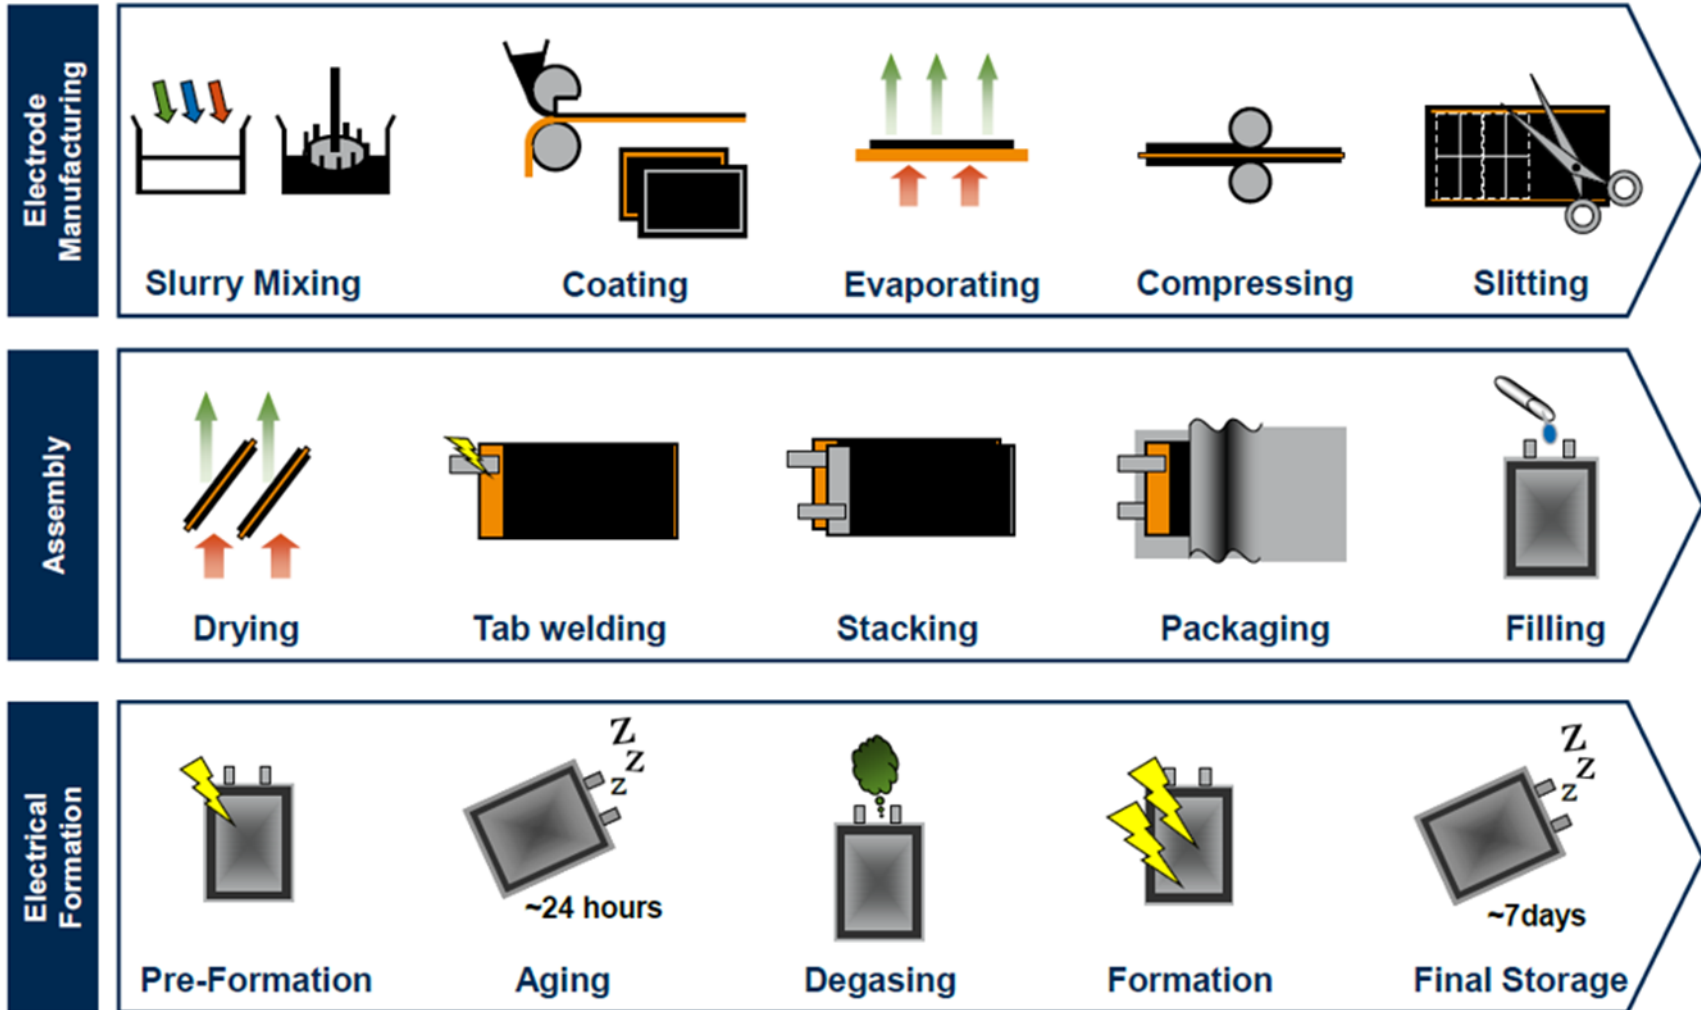 Electrode
Manufacturing
Slurry Mixing
Coating
Evaporating
Compressing
Slitting
Assembly
Drying
Tab welding
Stacking
Packaging
Filling
Electrical
Formation
Z
z
z
~24 hours
Z
z
z
~7days
Pre-Formation
Aging
Degasing
Formation
Final Storage